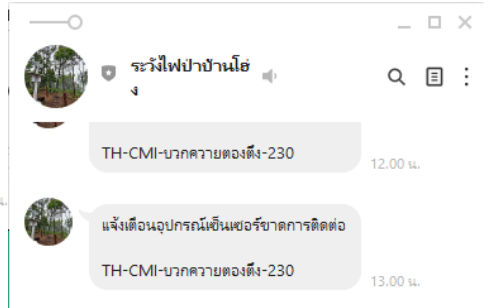 ระวังไฟป่าบ้านโฮ่
ง
TH-CMI-บวกควายตองตึง-230
12.00 น.
แจ้งเตือนอุปกรณ์เซ็นเซอร์ขาดการติดต่อ
TH-CMI-บวกควายตองตึง-230
13.00 น.